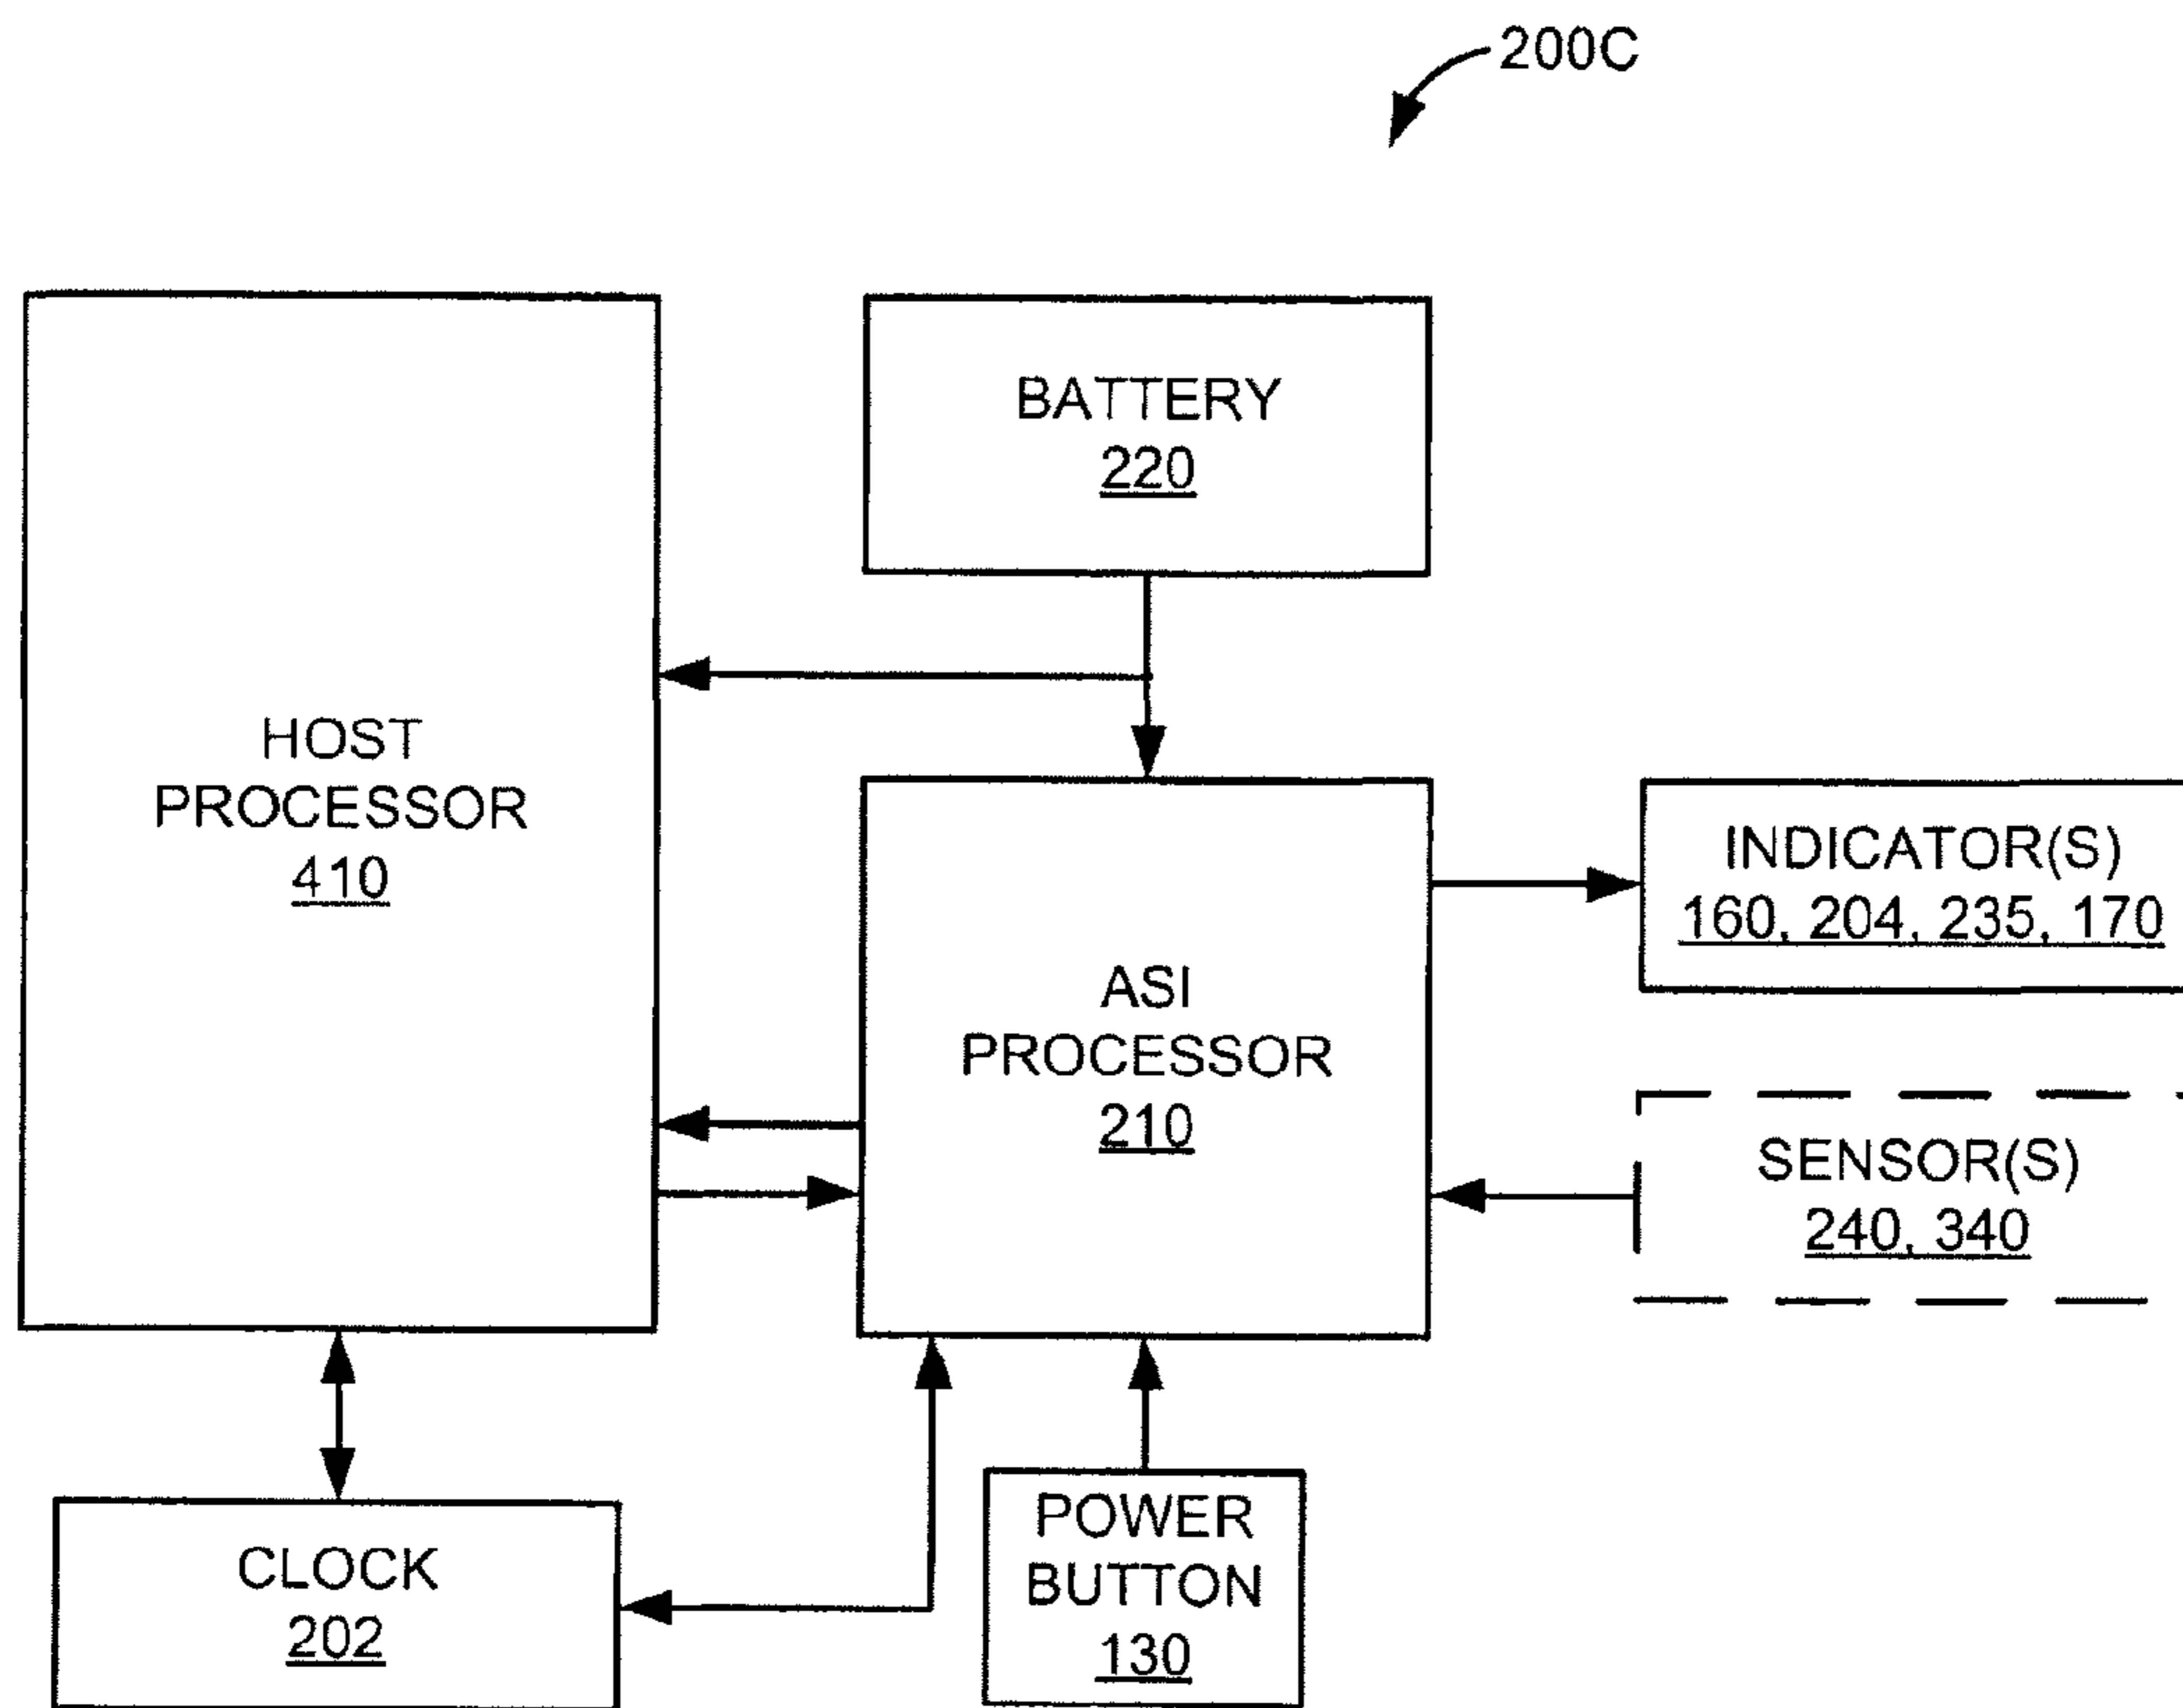 200C
BATTERY
220
HOST
PROCESSOR
410
INDICATOR(S)
160, 204, 235, 170
ASI
PROCESSOR
210
SENSOR(S)
240, 340
POWER
BUTTON
130
CLOCK
202